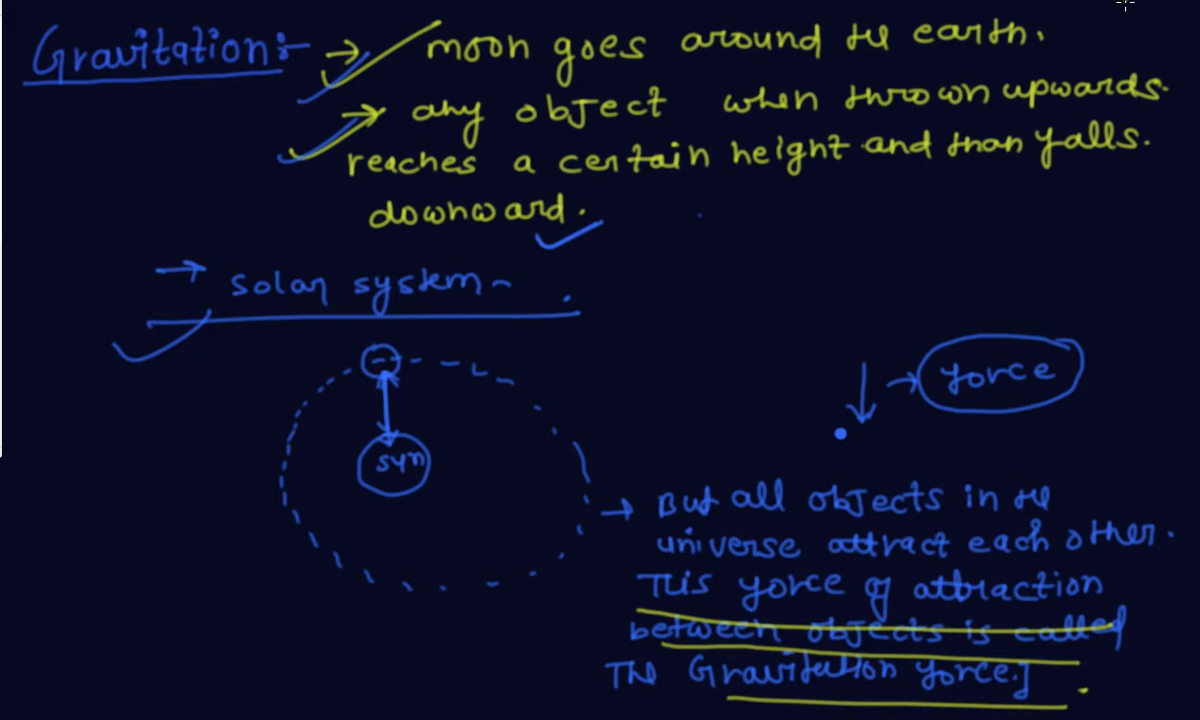 Gravitation:- → moon goes around the earth.
→ any object when thrown upwards.
reaches a certain height and than falls.
downward.
→ solar system -
sun
→ force
→ But all objects in the
universe attract each other.
This force of attraction
between objects is called
The Gravitation force.]